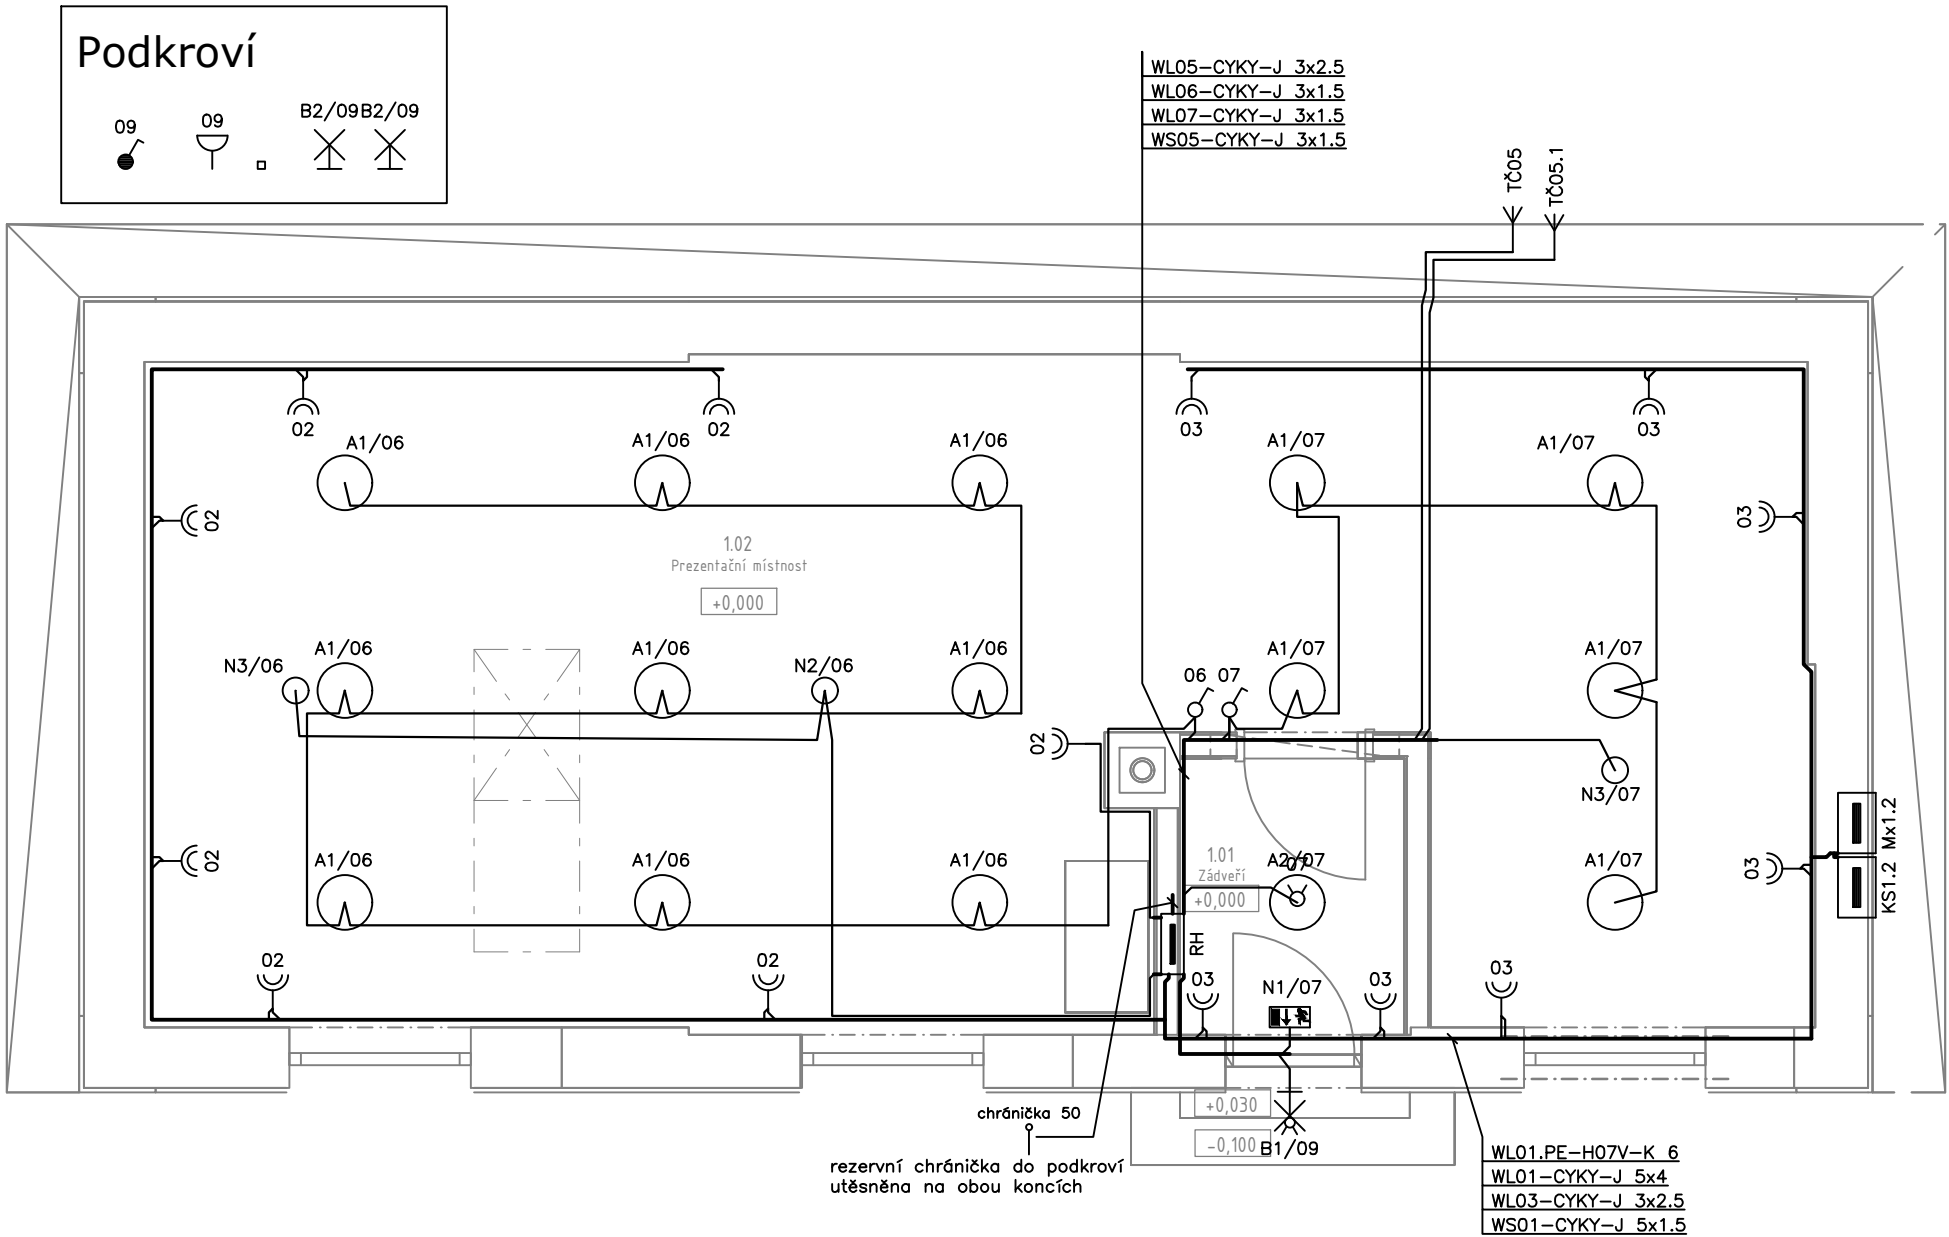 Podkroví
09
09
B2/09
B2/09
WL05-CYKY-J 3x2.5
WL06-CYKY-J 3x1.5
WL07-CYKY-J 3x1.5
WS05-CYKY-J 3x1.5
TČ05
TČ05.1
02
02
03
03
A1/06
A1/06
A1/06
A1/07
A1/07
02
03
1.02
Prezentační místnost
+0,000
N3/06
A1/06
A1/06
N2/06
A1/06
06
07
A1/07
A1/07
02
N3/07
Mx1.2
KS1.2
02
A1/06
A1/06
A1/06
1.01
Zádveří
+0,000
A2/07
07
A1/07
03
RH
02
02
03
N1/07
03
03
chránička 50
+0,030
-0,100
B1/09
rezervní chránička do podkroví
utěsněna na obou koncích
WL01.PE-H07V-K 6
WL01-CYKY-J 5x4
WL03-CYKY-J 3x2.5
WS01-CYKY-J 5x1.5